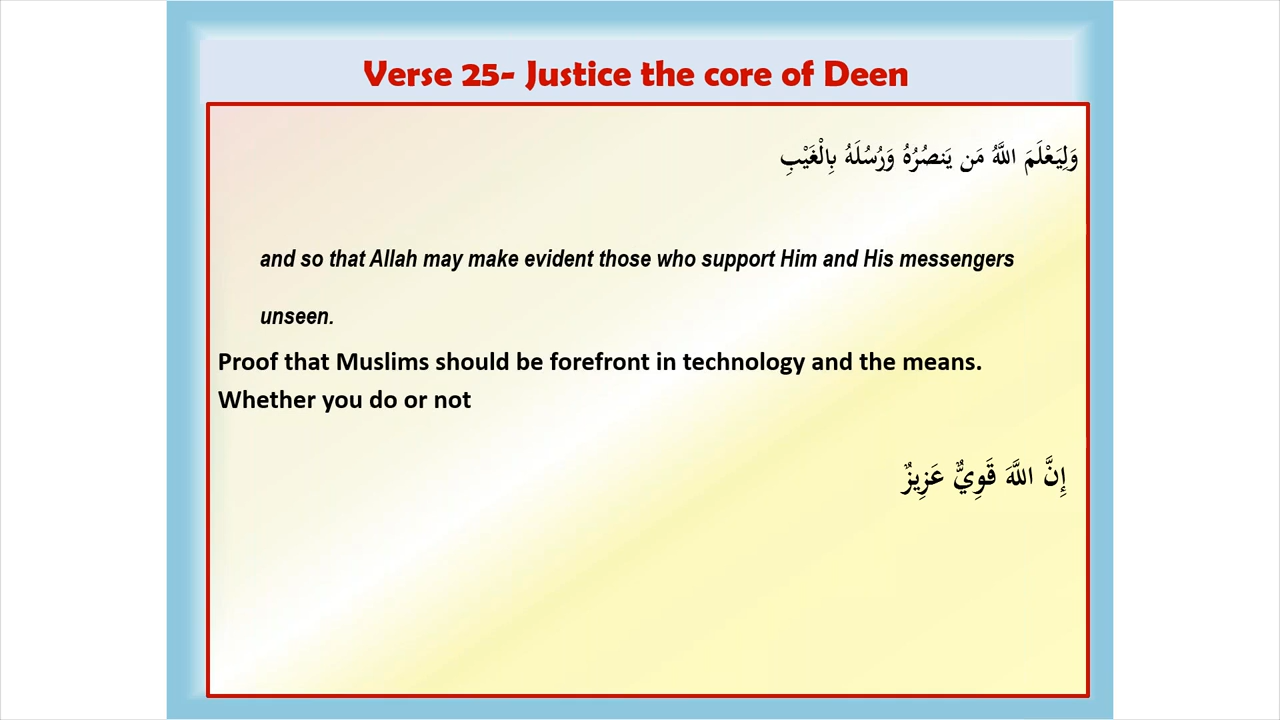 Verse 25- Justice the core of Deen
وَلِيَعْلَمَ اللَّهُ مَن يَنصُرُهُ وَرُسُلَهُ بِالْغَيْبِ
and so that Allah may make evident those who support Him and His messengers
unseen.
Proof that Muslims should be forefront in technology and the means.
Whether you do or not
إِنَّ اللَّهَ قَوِيٌّ عَزِيزٌ